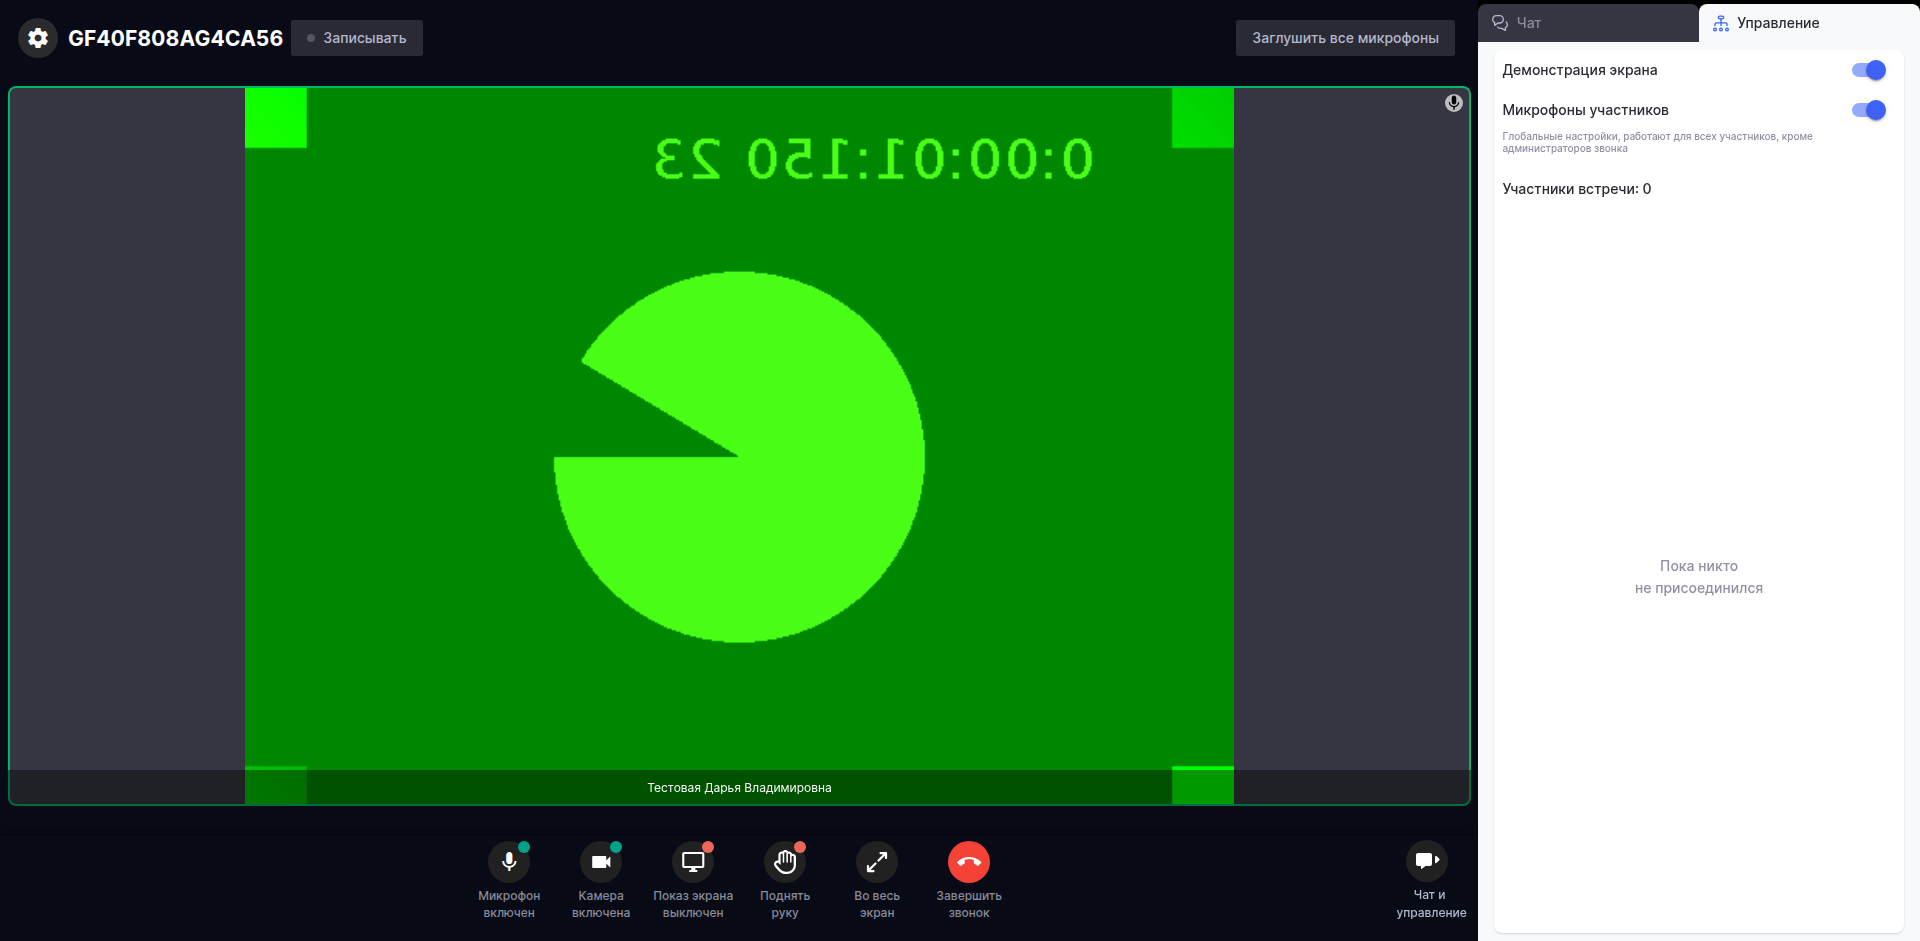 GF40F808AG4CA56
Записывать
Заглушить все микрофоны
0:00:01:150 23
Тестовая Дарья Владимировна
Микрофон
включен
Камера
включена
Показ экрана
выключен
Поднять
руку
Во весь
экран
Завершить
звонок
Чат и
управление
Чат
Управление
Демонстрация экрана
Микрофоны участников
Глобальные настройки, работают для всех участников, кроме
администраторов звонка
Участники встречи: 0
Пока никто
не присоединился